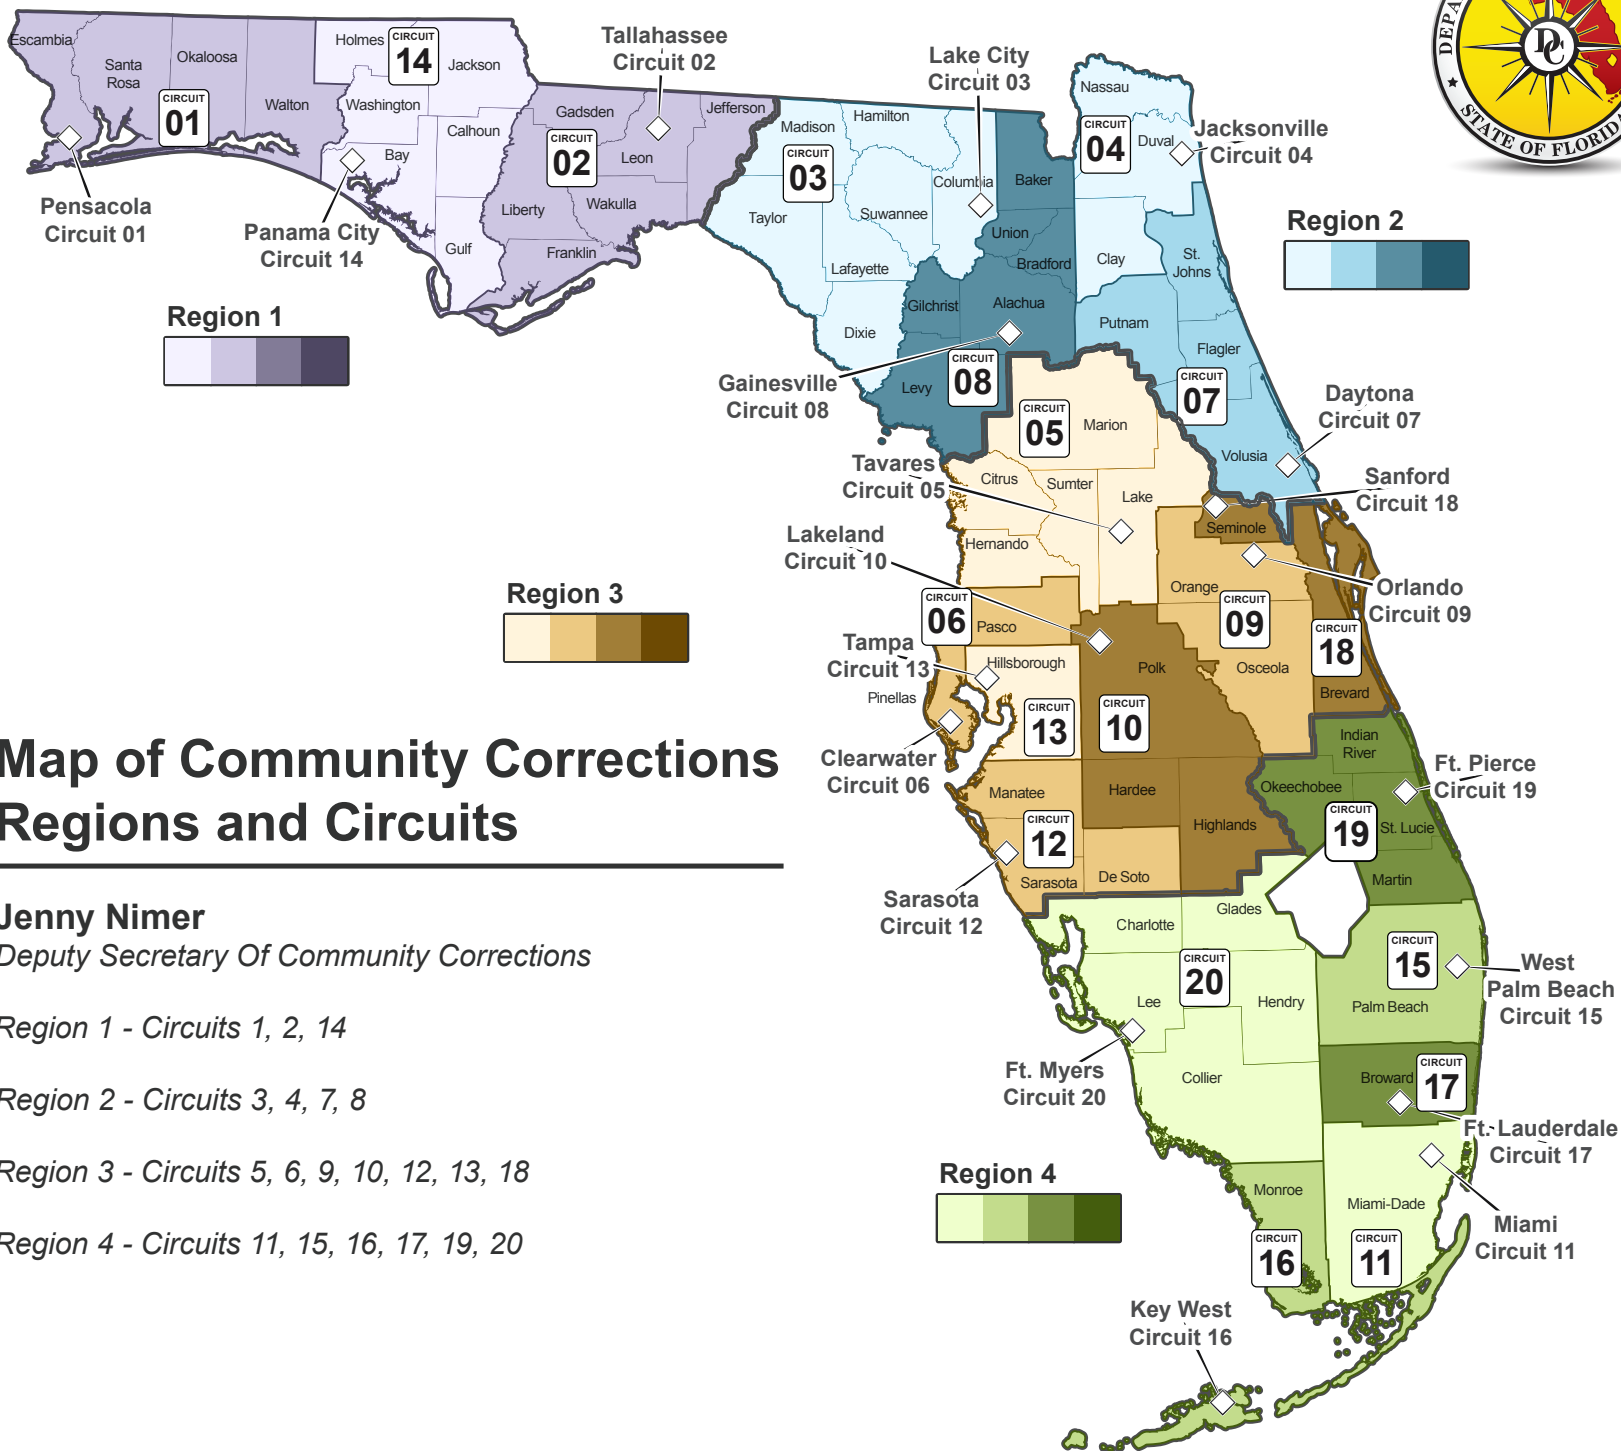 Escambia
Santa
Rosa
Okaloosa
Walton
CIRCUIT
01
Holmes
CIRCUIT
14
Jackson
Washington
Calhoun
Bay
Gulf
Tallahassee
Circuit 02
Gadsden
Jefferson
CIRCUIT
02
Leon
Liberty
Wakulla
Franklin
Pensacola
Circuit 01
Panama City
Circuit 14
Region 1
Lake City
Circuit 03
Madison
Hamilton
CIRCUIT
03
Columbia
Taylor
Suwannee
Lafayette
Dixie
Baker
Union
Bradford
Gilchrist
Alachua
Levy
CIRCUIT
08
Gainesville
Circuit 08
Nassau
CIRCUIT
04
Duval
Jacksonville
Circuit 04
Clay
St.
Johns
Putnam
Flagler
CIRCUIT
07
Volusia
Daytona
Circuit 07
Region 2
DC
STATE OF FLORIDA
CIRCUIT
05
Marion
Citrus
Sumter
Lake
Hernando
Tavares
Circuit 05
Sanford
Circuit 18
Seminole
Lakeland
Circuit 10
Orange
CIRCUIT
09
Osceola
Orlando
Circuit 09
CIRCUIT
18
Brevard
Region 3
CIRCUIT
06
Pasco
Tampa
Circuit 13
Hillsborough
Pinellas
CIRCUIT
13
Polk
CIRCUIT
10
Clearwater
Circuit 06
Manatee
Hardee
Highlands
CIRCUIT
12
Sarasota
De Soto
Sarasota
Circuit 12
Indian
River
Okeechobee
CIRCUIT
19
St. Lucie
Martin
Ft. Pierce
Circuit 19
Charlotte
Glades
CIRCUIT
20
Lee
Hendry
Collier
Ft. Myers
Circuit 20
CIRCUIT
15
Palm Beach
West
Palm Beach
Circuit 15
Broward
CIRCUIT
17
Ft. Lauderdale
Circuit 17
Region 4
Monroe
CIRCUIT
16
Miami-Dade
CIRCUIT
11
Miami
Circuit 11
Key West
Circuit 16
Map of Community Corrections
Regions and Circuits
Jenny Nimer
Deputy Secretary Of Community Corrections
Region 1 - Circuits 1, 2, 14
Region 2 - Circuits 3, 4, 7, 8
Region 3 - Circuits 5, 6, 9, 10, 12, 13, 18
Region 4 - Circuits 11, 15, 16, 17, 19, 20